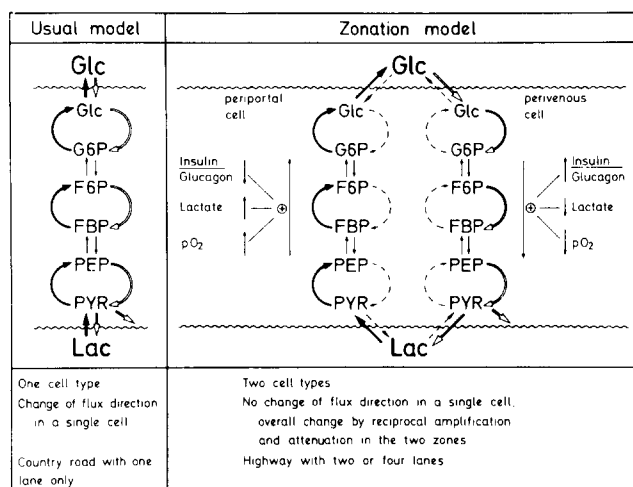 Usual model
Zonation model
Glc
Glc
G6P
F6P
FBP
PEP
PYR
Lac
Glc
periportal
cell
perivenous
cell
Glc
Glc
G6P
G6P
F6P
F6P
FBP
FBP
PEP
PEP
PYR
PYR
Lac
Insulin
Glucagon
Lactate
pO2
⊕
Insulin
Glucagon
Lactate
pO2
⊕
One cell type
Change of flux direction
in a single cell
Country road with one
lane only
Two cell types
No change of flux direction in a single cell,
overall change by reciprocal amplification
and attenuation in the two zones
Highway with two or four lanes